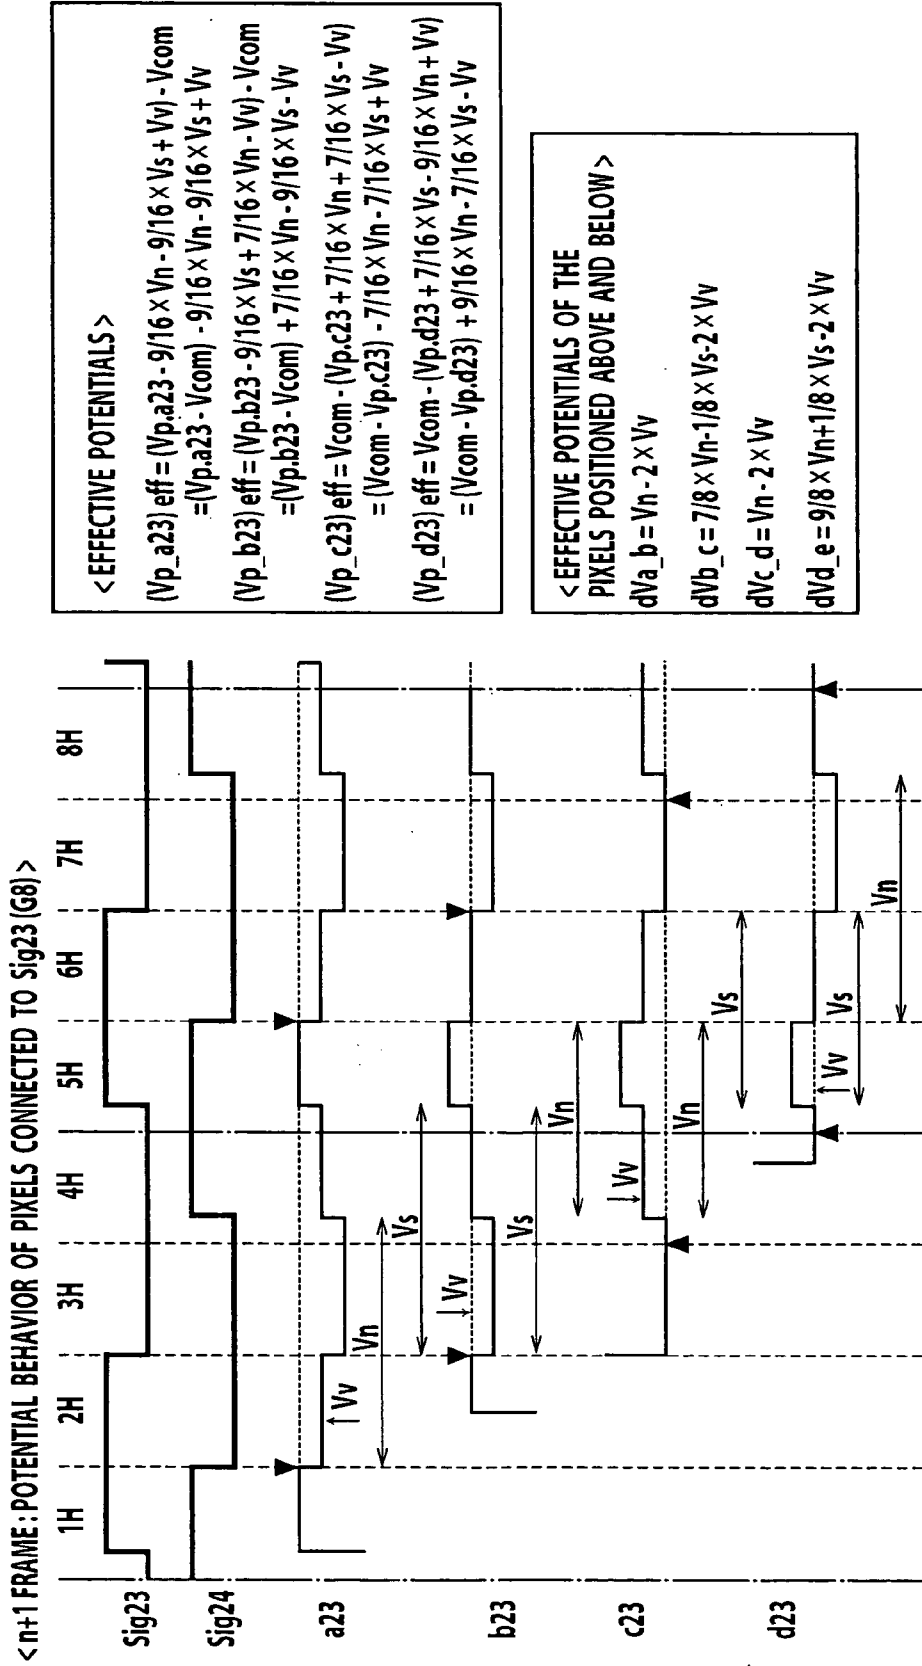 <n+1 FRAME : POTENTIAL BEHAVIOR OF PIXELS CONNECTED TO Sig23 (G8)>
1H 2H 3H 4H 5H 6H 7H 8H
Sig23
Sig24
a23
Vv
Vn
b23
Vv
Vs
Vs
c23
Vv
Vn
Vn
Vs
d23
Vv
Vs
Vn
<EFFECTIVE POTENTIALS>
(Vp_a23) eff = (Vp.a23 - 9/16 × Vn - 9/16 × Vs + Vv) - Vcom
=(Vp.a23 - Vcom) - 9/16 × Vn - 9/16 × Vs + Vv
(Vp_b23) eff = (Vp.b23 - 9/16 × Vs + 7/16 × Vn - Vv) - Vcom
=(Vp.b23 - Vcom) + 7/16 × Vn - 9/16 × Vs - Vv
(Vp_c23) eff = Vcom - (Vp.c23 + 7/16 × Vn + 7/16 × Vs - Vv)
= (Vcom - Vp.c23) - 7/16 × Vn - 7/16 × Vs + Vv
(Vp_d23) eff = Vcom - (Vp.d23 + 7/16 × Vs - 9/16 × Vn + Vv)
= (Vcom - Vp.d23) + 9/16 × Vn - 7/16 × Vs - Vv
<EFFECTIVE POTENTIALS OF THE
PIXELS POSITIONED ABOVE AND BELOW>
dVa_b = Vn - 2 × Vv
dVb_c = 7/8 × Vn-1/8 × Vs-2 × Vv
dVc_d = Vn - 2 × Vv
dVd_e = 9/8 × Vn+1/8 × Vs-2 × Vv